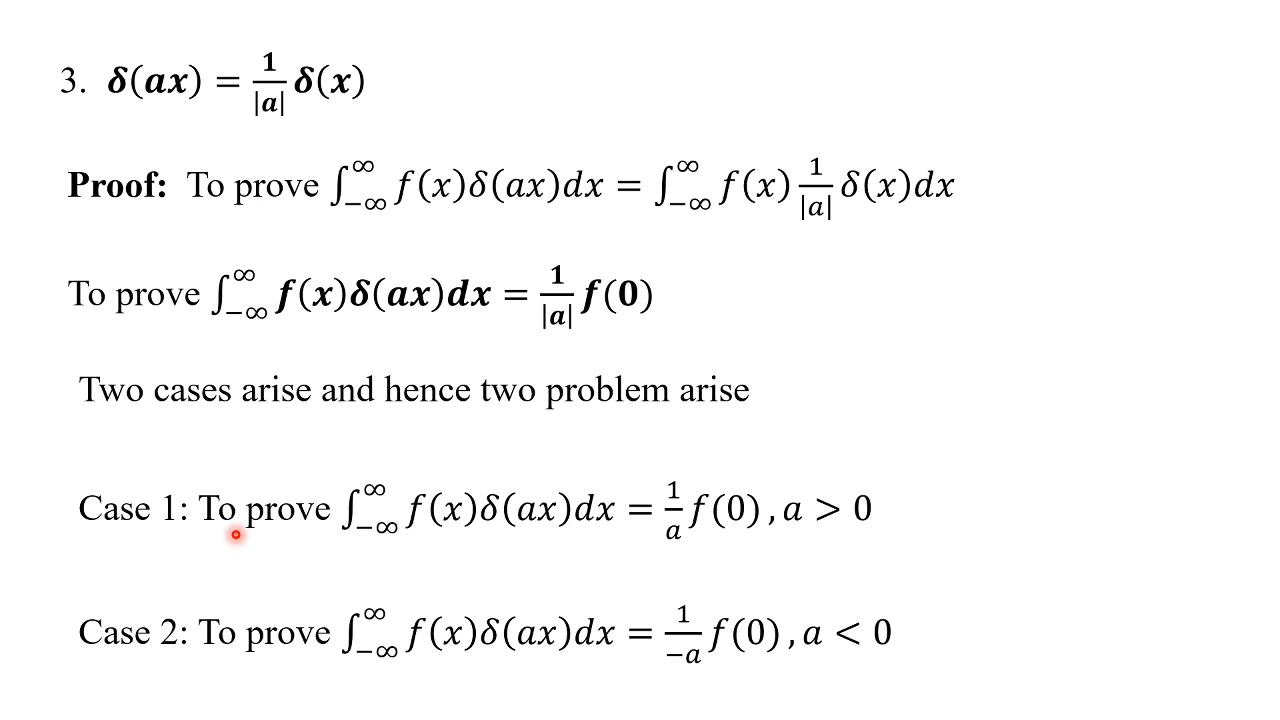 3. δ(ax) = 1/|a| δ(x)
Proof: To prove ∫_{−∞}^{∞} f(x)δ(ax)dx = ∫_{−∞}^{∞} f(x) 1/|a| δ(x)dx
To prove ∫_{−∞}^{∞} f(x)δ(ax)dx = 1/|a| f(0)
Two cases arise and hence two problem arise
Case 1: To prove ∫_{−∞}^{∞} f(x)δ(ax)dx = 1/a f(0) , a > 0
Case 2: To prove ∫_{−∞}^{∞} f(x)δ(ax)dx = 1/−a f(0) , a < 0